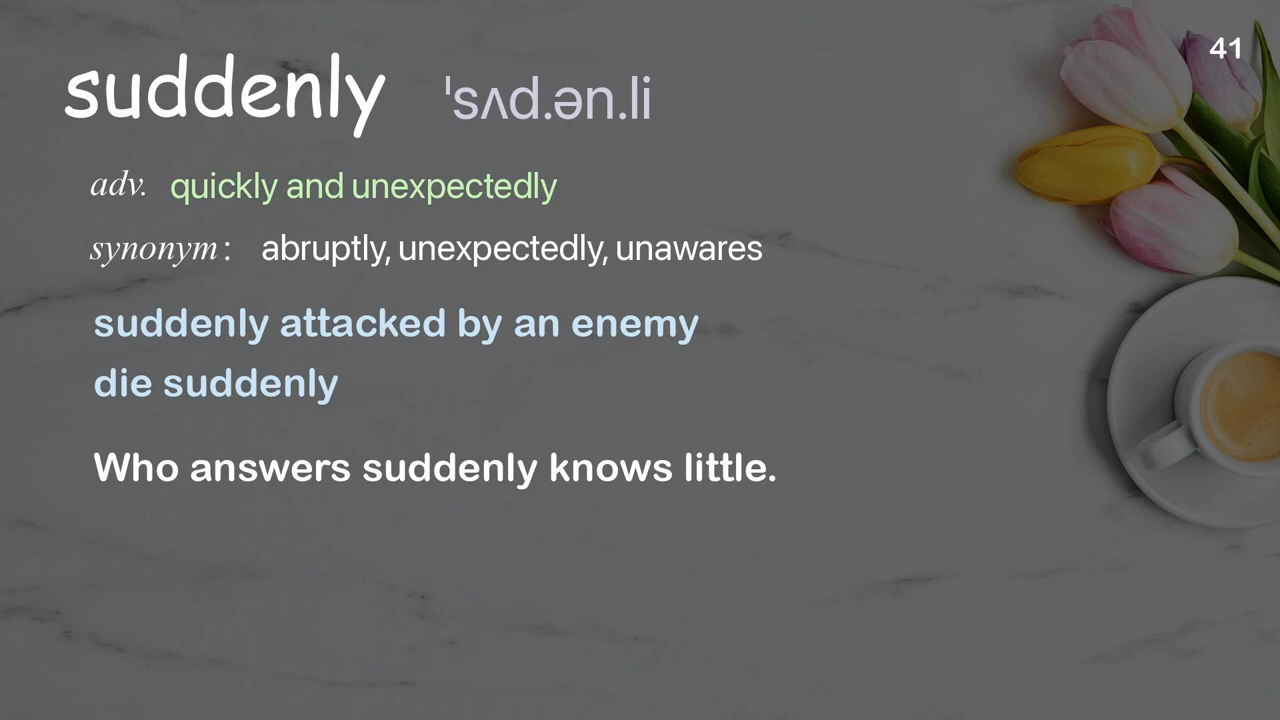 41
suddenly ˈsʌd.ən.li
adv. quickly and unexpectedly
synonym: abruptly, unexpectedly, unawares
suddenly attacked by an enemy
die suddenly
Who answers suddenly knows little.